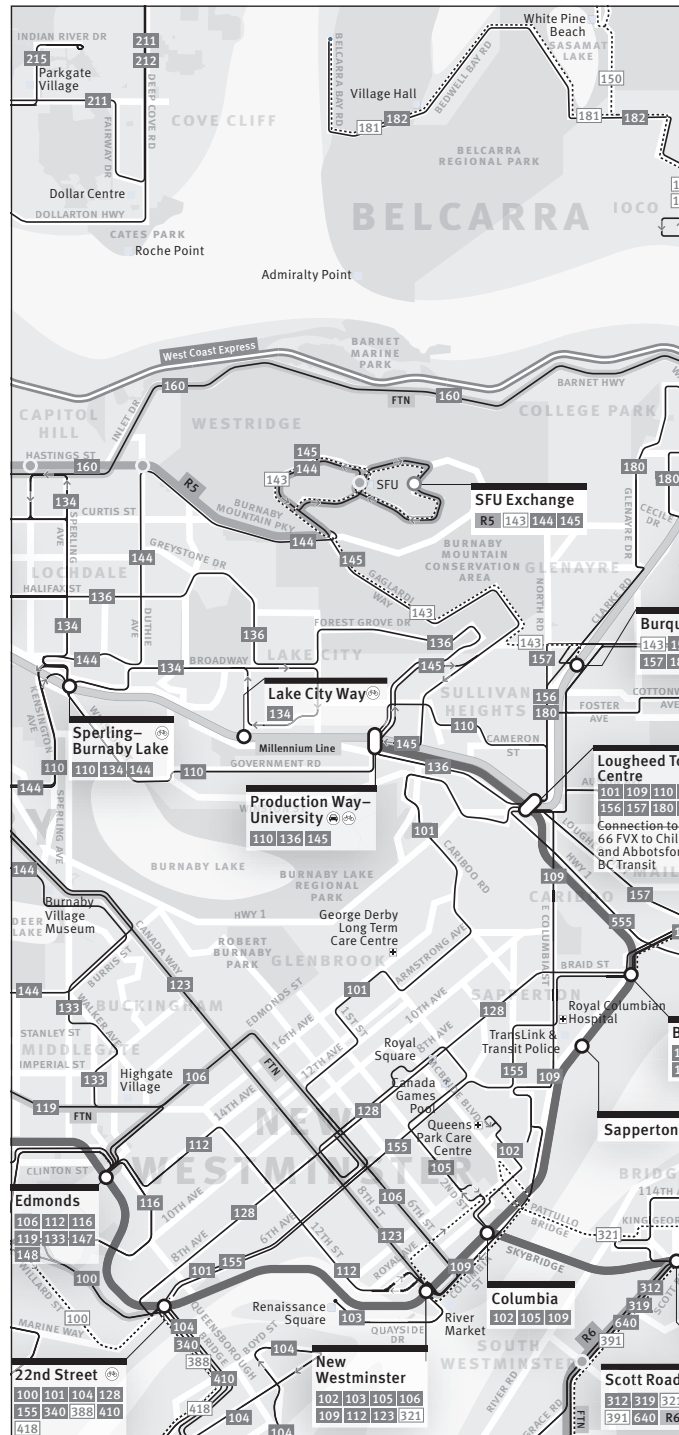 INDIAN RIVER DR
215
Parkgate
Village
211
212
211
FAIRWAY DR
DEEP COVE RD
COVE CLIFF
Dollar Centre
DOLLARTON HWY
CATES PARK
Roche Point
BELCARRA BAY RD
Village Hall
181
182
BEDWELL BAY RD
White Pine
Beach
SASAMAT
LAKE
150
181
182
BELCARRA
REGIONAL PARK
BELCARRA
IOCO
Admiralty Point
West Coast Express
BARNET
MARINE
PARK
160
FTN
160
BARNET HWY
CAPITOL
HILL
INLET DR
WESTRIDGE
COLLEGE PARK
HASTINGS ST
160
R5
145
144
143
SFU
SFU Exchange
R5 143 144 145
180
180
GLENAYRE DR
CECILE
DR
134
CURTIS ST
SPERLING
AVE
BURNABY
MOUNTAIN PKY
144
144
GREYSTONE DR
145
BURNABY
MOUNTAIN
CONSERVATION
AREA
GLENAYRE
LOCHDALE
HALIFAX ST
136
DUTHIE
AVE
GAGLARDI
WAY
143
NORTH RD
CLARKE RD
134
136
FOREST GROVE DR
136
143
157
144
134
BROADWAY
LAKE CITY
145
156
180
FOSTER
AVE
KENSINGTON
AVE
Lake City Way
134
SULLIVAN
HEIGHTS
110
CAMERON
ST
Sperling–
Burnaby Lake
110 134 144
Millennium Line
145
GOVERNMENT RD
110
136
110
144
SPERLING AVE
Production Way–
University
110 136 145
101
CARIBOO RD
Connection to
66 FVX to
BC Transit
BURNABY LAKE
BURNABY LAKE
REGIONAL
PARK
HWY 1
109
157
144
Burnaby
Village
Museum
DEER
LAKE
CANADA WAY
HWY 1
ROBERT
BURNABY
PARK
George Derby
Long Term
Care Centre
GLENBROOK
ARMSTRONG AVE
E COLUMBIA ST
555
BRAID ST
BURRIS ST
123
101
SAPPERTON
144
133
WALKER AVE
BUCKINGHAM
EDMONDS ST
16TH AVE
1ST ST
10TH AVE
8TH AVE
128
Royal Columbian
Hospital
STANLEY ST
MIDDLEGATE
IMPERIAL ST
FTN
12TH AVE
Royal
Square
TransLink &
Transit Police
133
Highgate
Village
106
14TH AVE
Canada
Games
Pool
MCBRIDE BLVD
155
109
119
FTN
NEW
WESTMINSTER
128
Queens
Park Care
Centre
Sapperton
112
155
102
CLINTON ST
105
2ND ST
Edmonds
106 112 116
119 133 147
148
116
10TH AVE
8TH ST
106
6TH ST
PATTULLO
BRIDGE
114TH
321
128
8TH AVE
6TH AVE
12TH ST
123
SKYBRIDGE
100
WILLARD ST
101
155
112
ROYAL AVE
109
COLUMBIA
ST
Columbia
102 105 109
312
319
640
391
R6
100
MARINE WAY
104
340
388
410
418
QUEENSBOROUGH
BRIDGE
BOYD ST
Renaissance
Square
103
QUAYSIDE
DR
River
Market
SOUTH
WESTMINSTER
104
22nd Street
100 101 104 128
155 340 388 410
418
104
104
New
Westminster
102 103 105 106
109 112 123 321
RIVER RD
FTN
Scott Road
312 319
391 640 R6